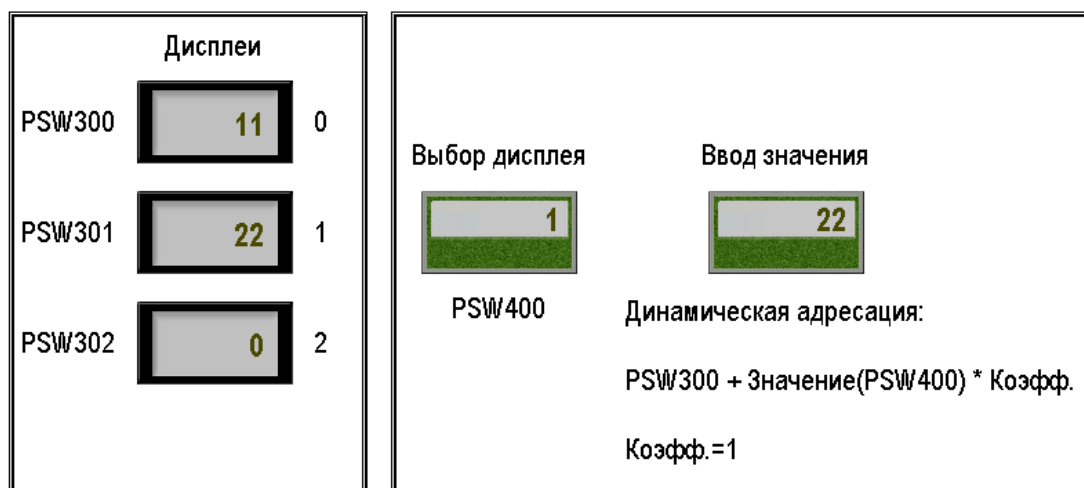 Дисплеи
PSW300 11 0
PSW301 22 1
PSW302 0 2
Выбор дисплея Ввод значения
1 22
PSW400
Динамическая адресация:
PSW300 + Значение(PSW400) * Коэфф.
Коэфф.=1